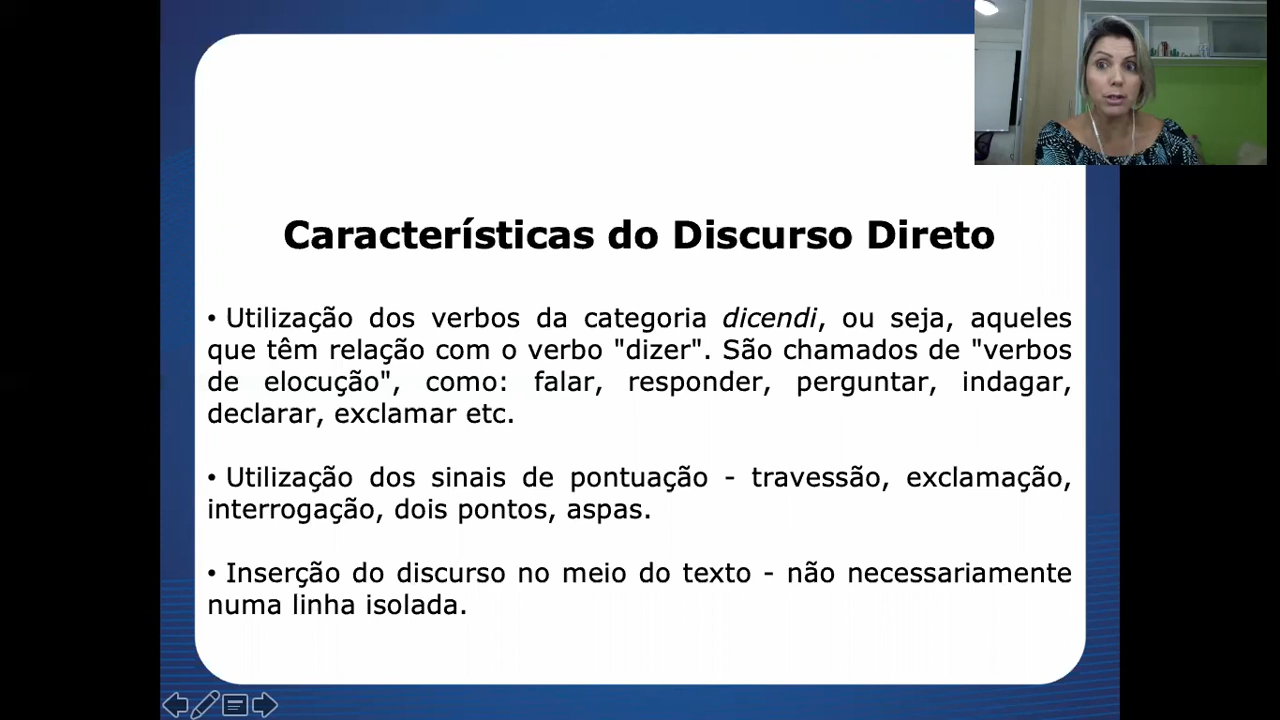 Características do Discurso Direto
• Utilização dos verbos da categoria dicendi, ou seja, aqueles
que têm relação com o verbo "dizer". São chamados de "verbos
de elocução", como: falar, responder, perguntar, indagar,
declarar, exclamar etc.
• Utilização dos sinais de pontuação - travessão, exclamação,
interrogação, dois pontos, aspas.
• Inserção do discurso no meio do texto - não necessariamente
numa linha isolada.